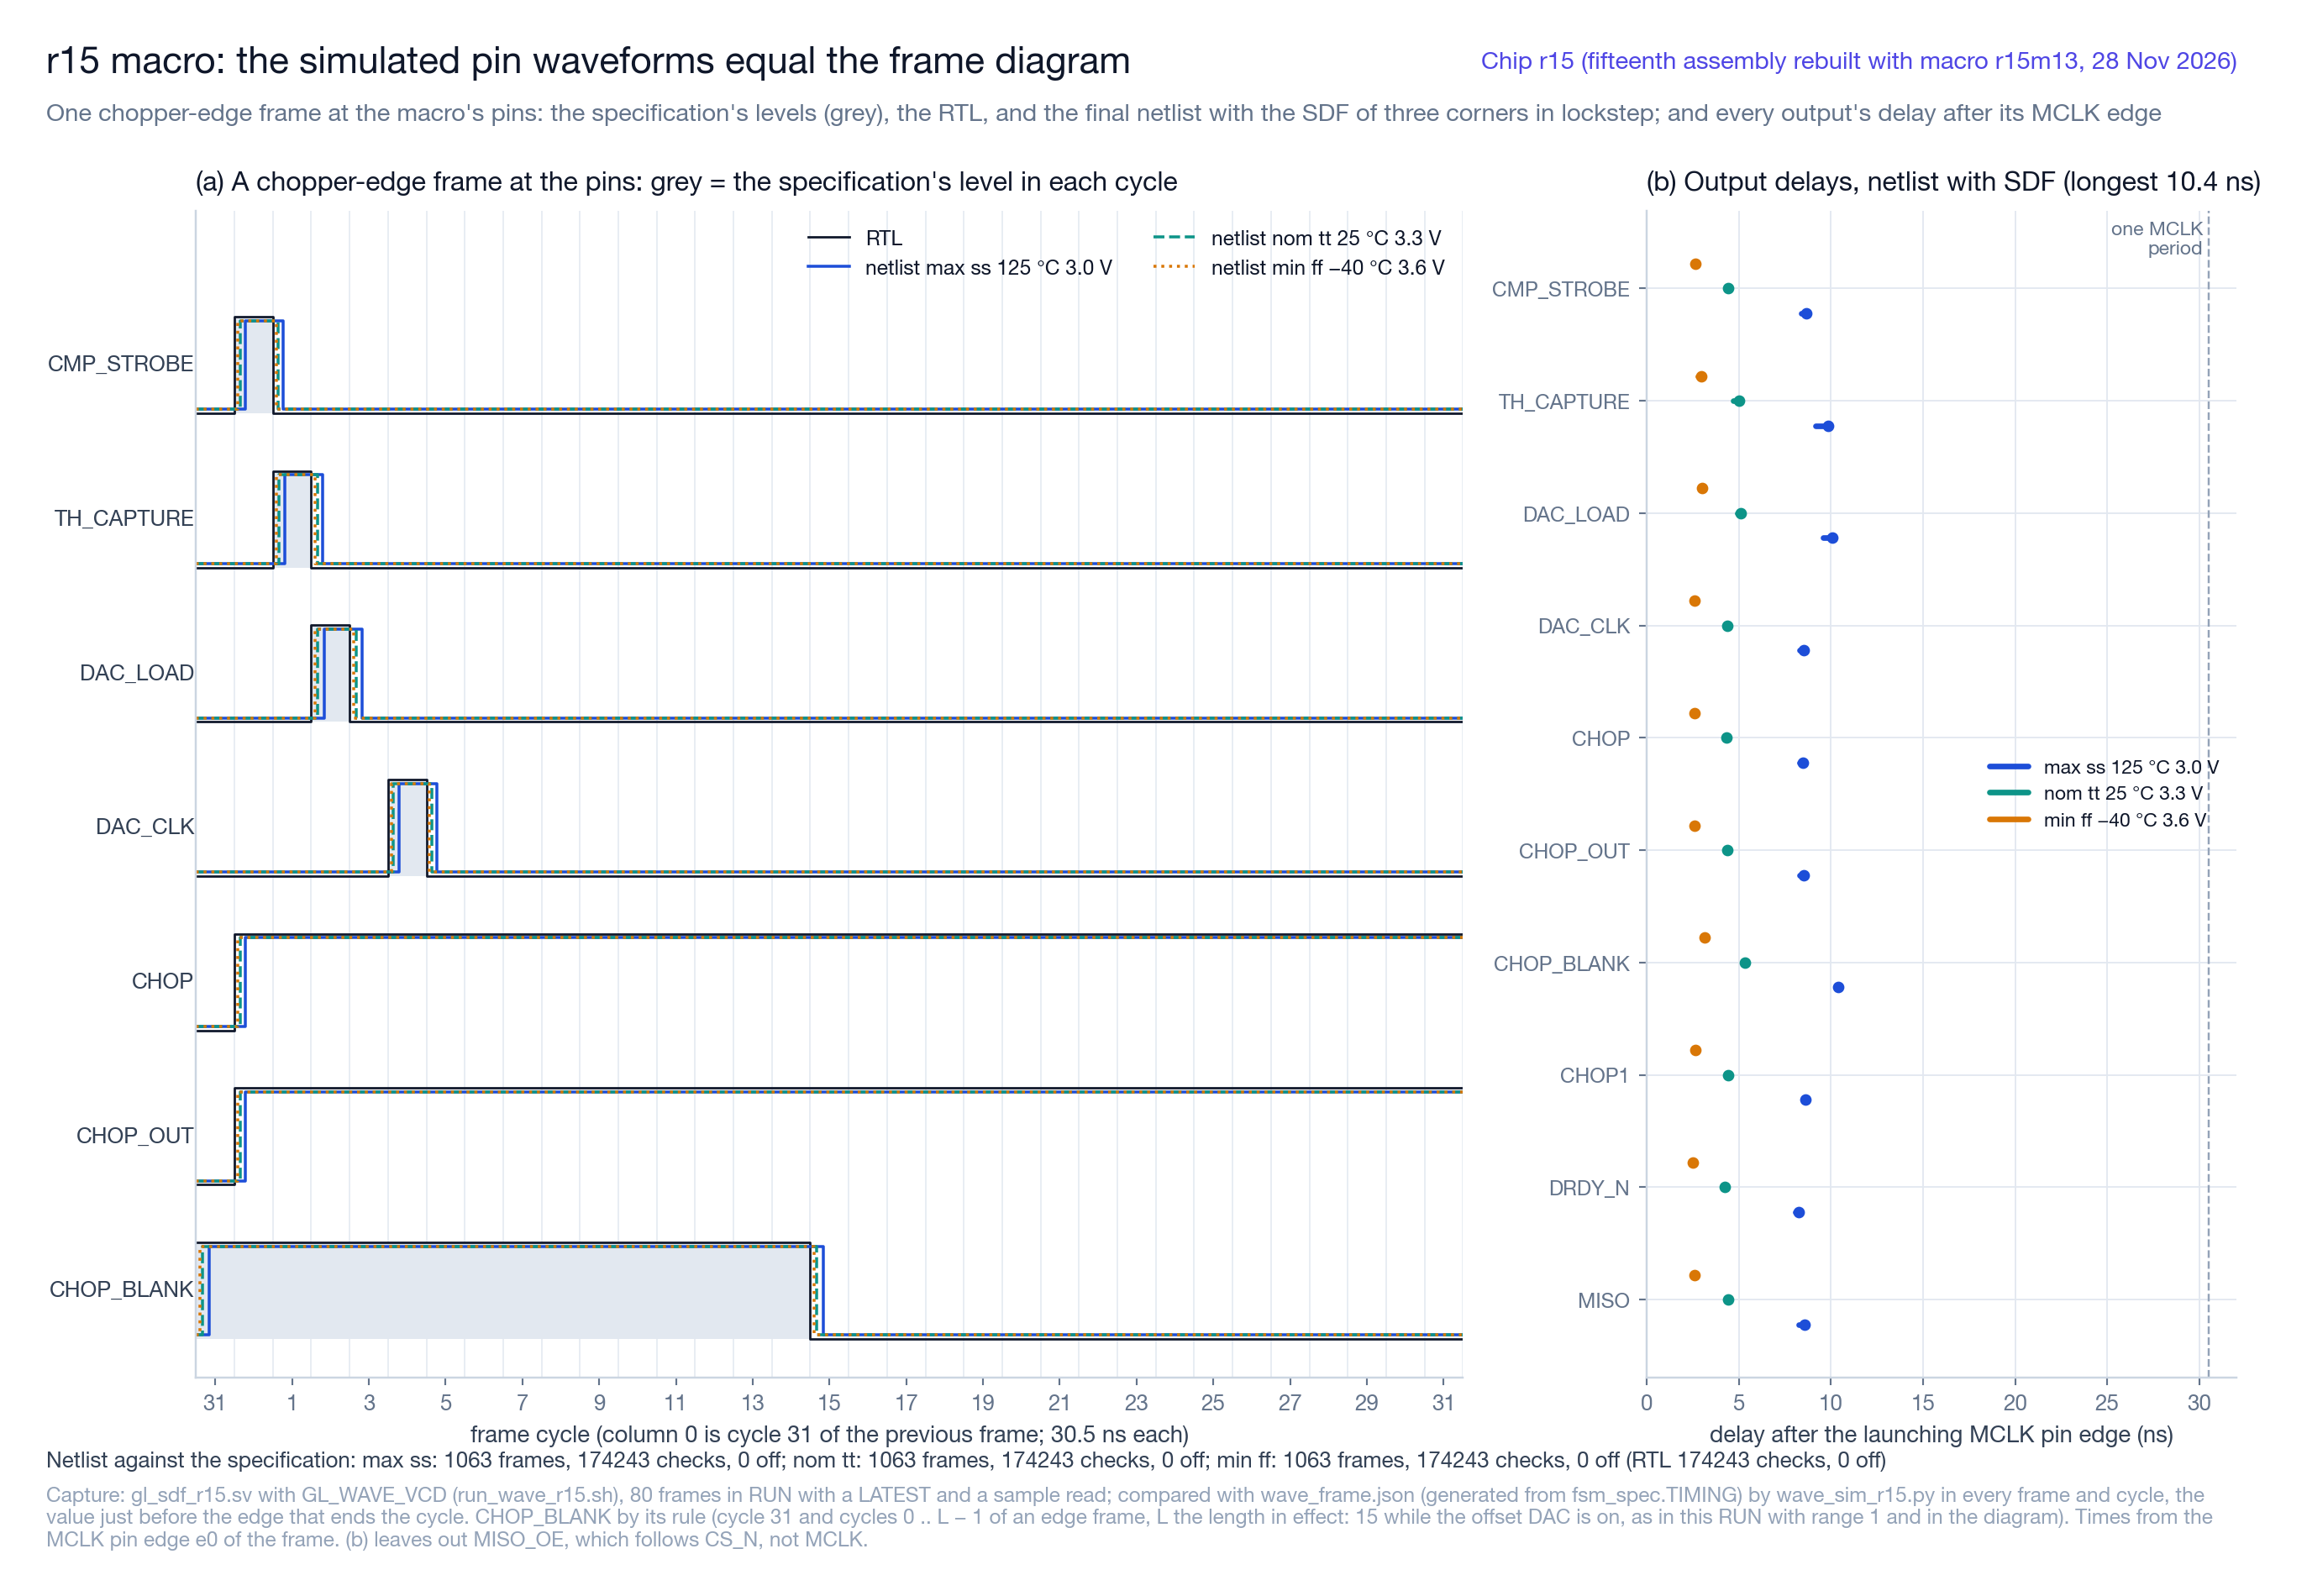 r15 macro: the simulated pin waveforms equal the frame diagram
Chip r15 (fifteenth assembly rebuilt with macro r15m13, 28 Nov 2026)
One chopper-edge frame at the macro's pins: the specification's levels (grey), the RTL, and the final netlist with the SDF of three corners in lockstep; and every output's delay after its MCLK edge
(a) A chopper-edge frame at the pins: grey = the specification's level in each cycle
RTL
netlist max ss 125 °C 3.0 V
netlist nom tt 25 °C 3.3 V
netlist min ff −40 °C 3.6 V
CMP_STROBE
TH_CAPTURE
DAC_LOAD
DAC_CLK
CHOP
CHOP_OUT
CHOP_BLANK
31 1 3 5 7 9 11 13 15 17 19 21 23 25 27 29 31
frame cycle (column 0 is cycle 31 of the previous frame; 30.5 ns each)
(b) Output delays, netlist with SDF (longest 10.4 ns)
one MCLK
period
CMP_STROBE
TH_CAPTURE
DAC_LOAD
DAC_CLK
CHOP
CHOP_OUT
CHOP_BLANK
CHOP1
DRDY_N
MISO
max ss 125 °C 3.0 V
nom tt 25 °C 3.3 V
min ff −40 °C 3.6 V
0 5 10 15 20 25 30
delay after the launching MCLK pin edge (ns)
Netlist against the specification: max ss: 1063 frames, 174243 checks, 0 off; nom tt: 1063 frames, 174243 checks, 0 off; min ff: 1063 frames, 174243 checks, 0 off (RTL 174243 checks, 0 off)
Capture: gl_sdf_r15.sv with GL_WAVE_VCD (run_wave_r15.sh), 80 frames in RUN with a LATEST and a sample read; compared with wave_frame.json (generated from fsm_spec.TIMING) by wave_sim_r15.py in every frame and cycle, the
value just before the edge that ends the cycle. CHOP_BLANK by its rule (cycle 31 and cycles 0 .. L − 1 of an edge frame, L the length in effect: 15 while the offset DAC is on, as in this RUN with range 1 and in the diagram). Times from the
MCLK pin edge e0 of the frame. (b) leaves out MISO_OE, which follows CS_N, not MCLK.